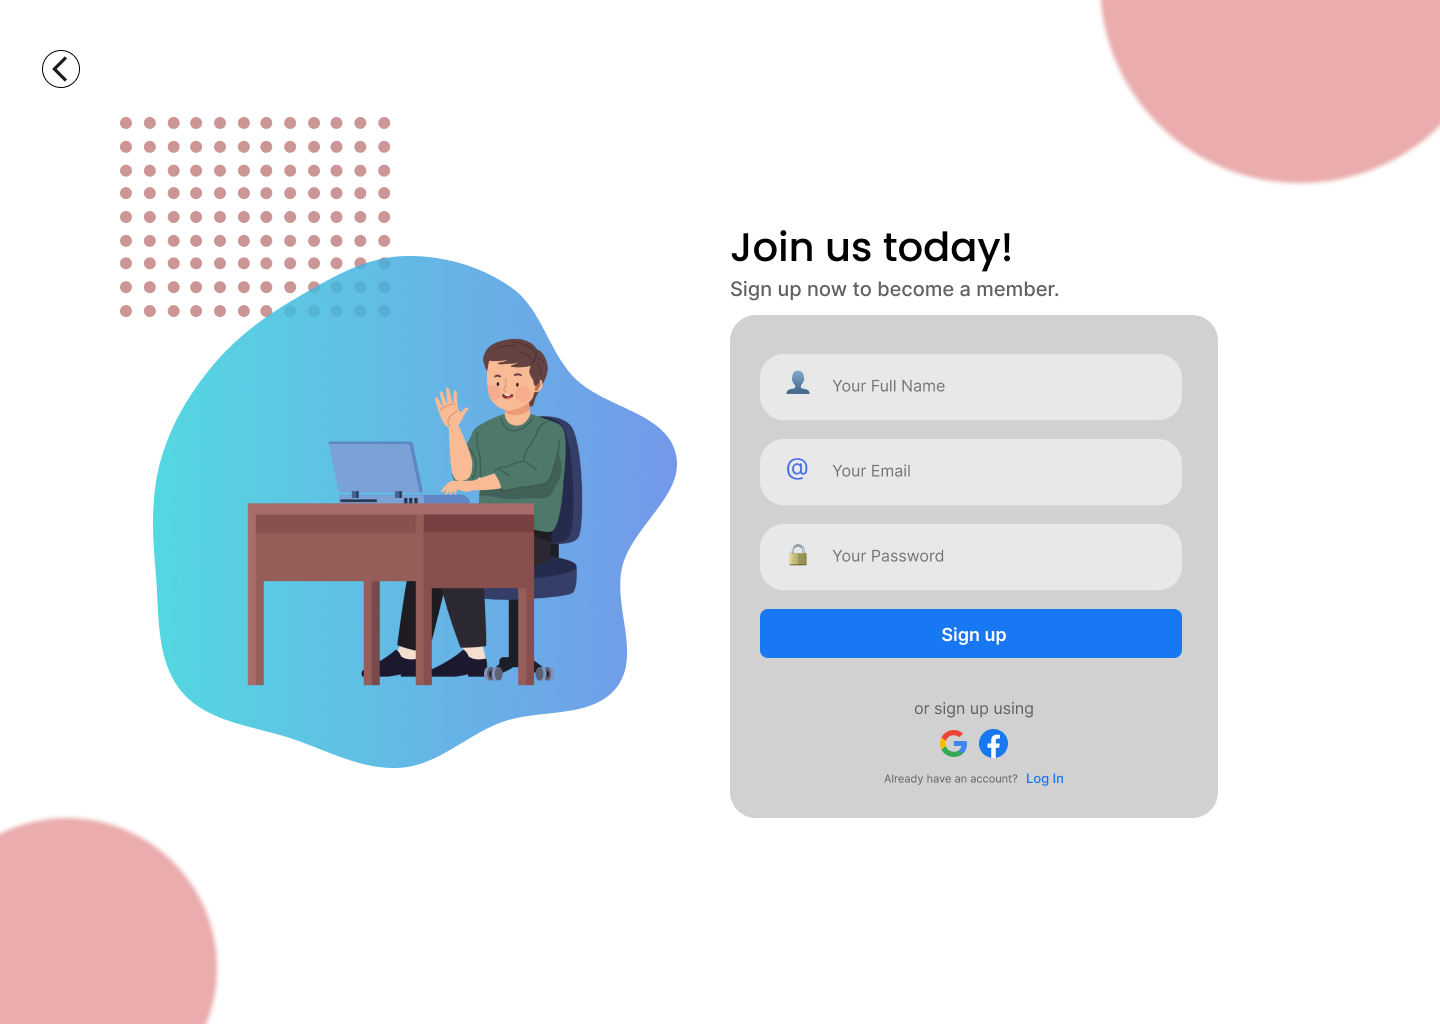 Join us today!
Sign up now to become a member.
Your Full Name
@ Your Email
Your Password
Sign up
or sign up using
Already have an account? Log In